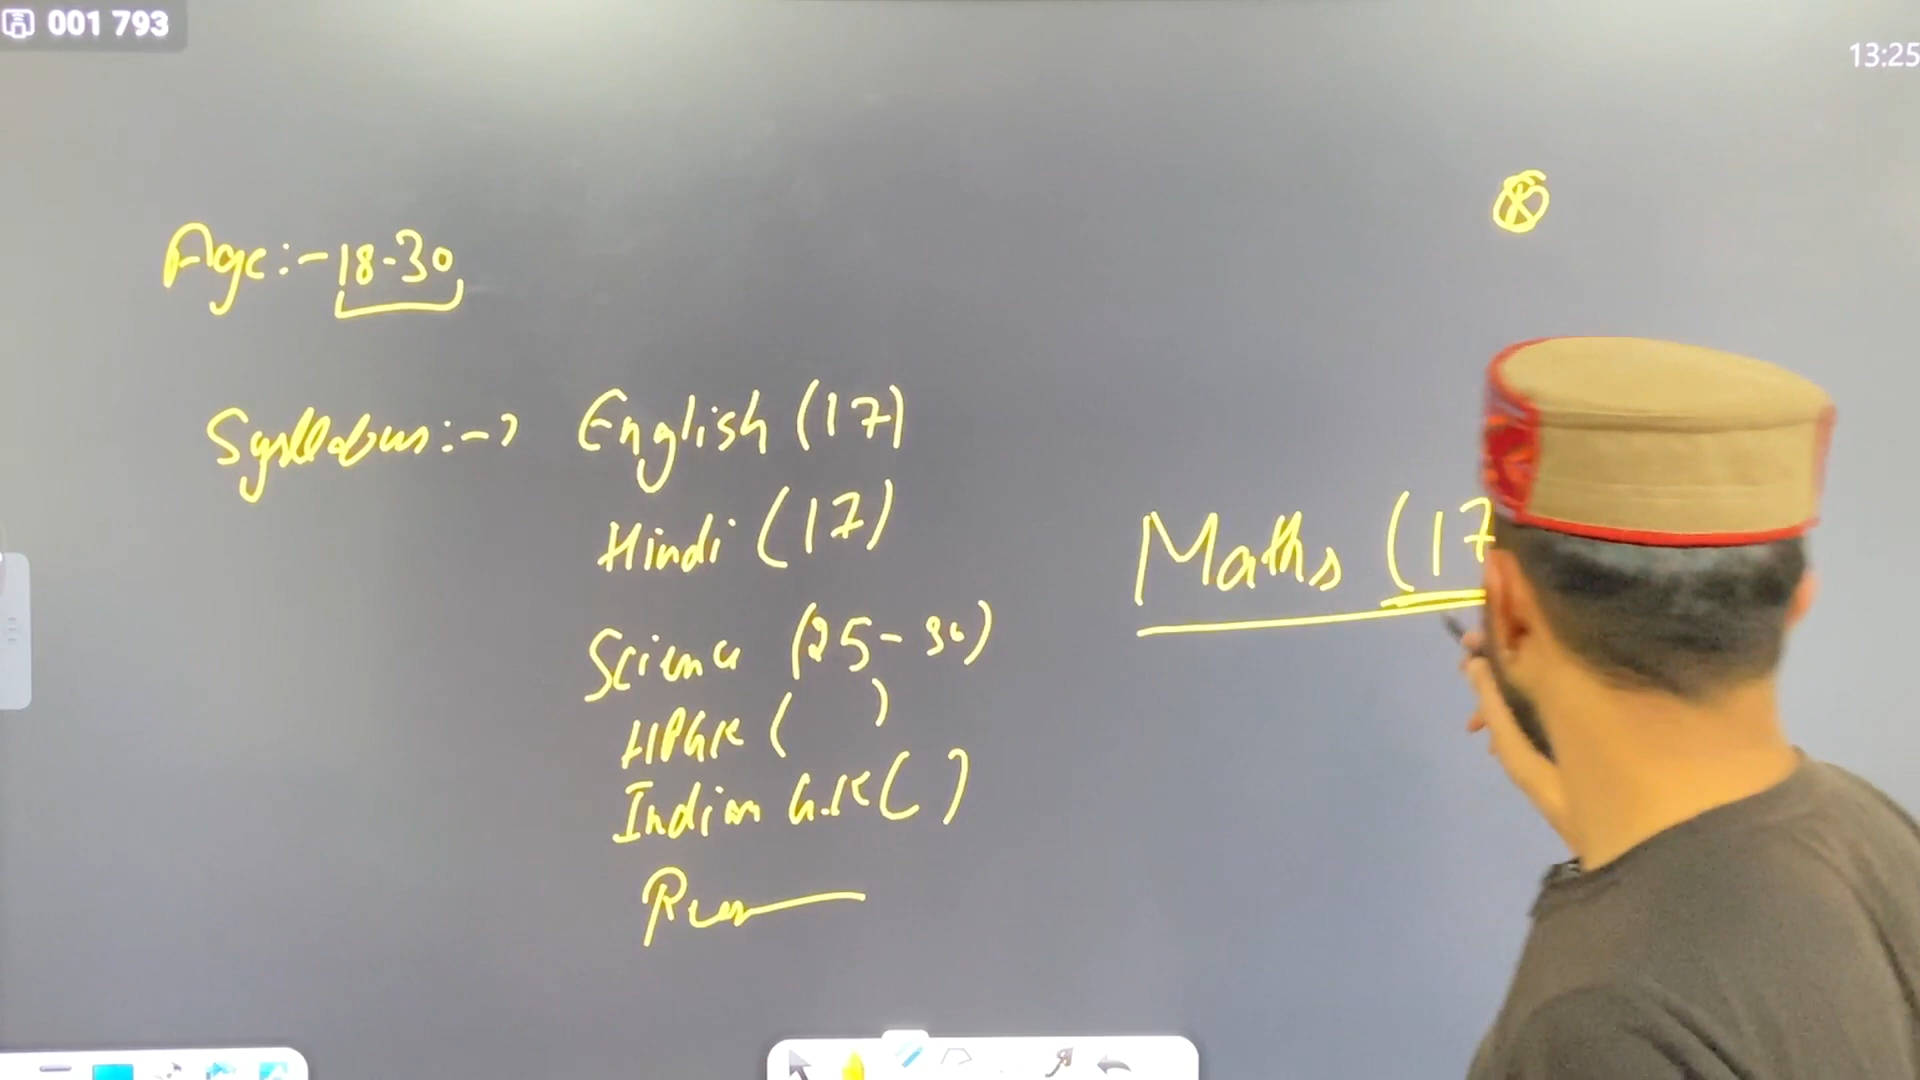 001 793
13:25
Age:- 18-30
Syllabus:->
English (17)
Hindi (17)
Maths (17
Science (25-30)
HPGK ( )
Indian G.K ( )